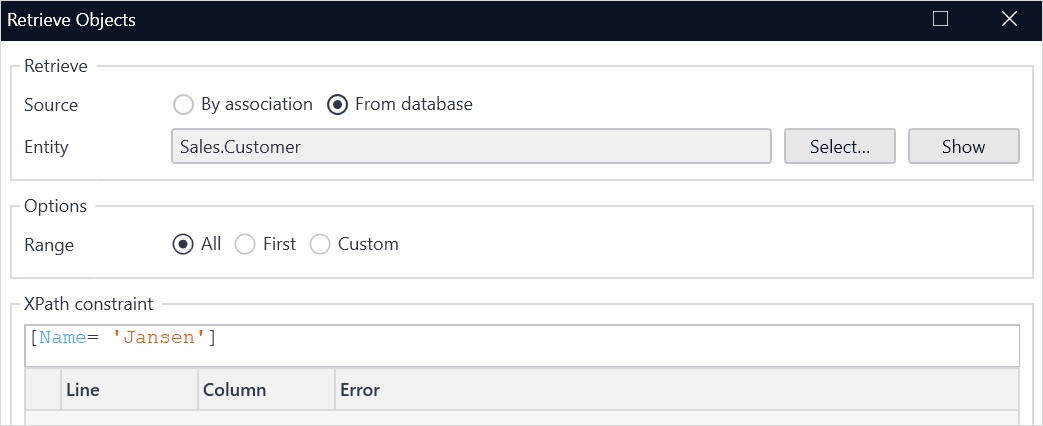 Retrieve Objects
Retrieve
Source By association From database
Entity Sales.Customer Select... Show
Options
Range All First Custom
XPath constraint
[Name= 'Jansen']
Line Column Error